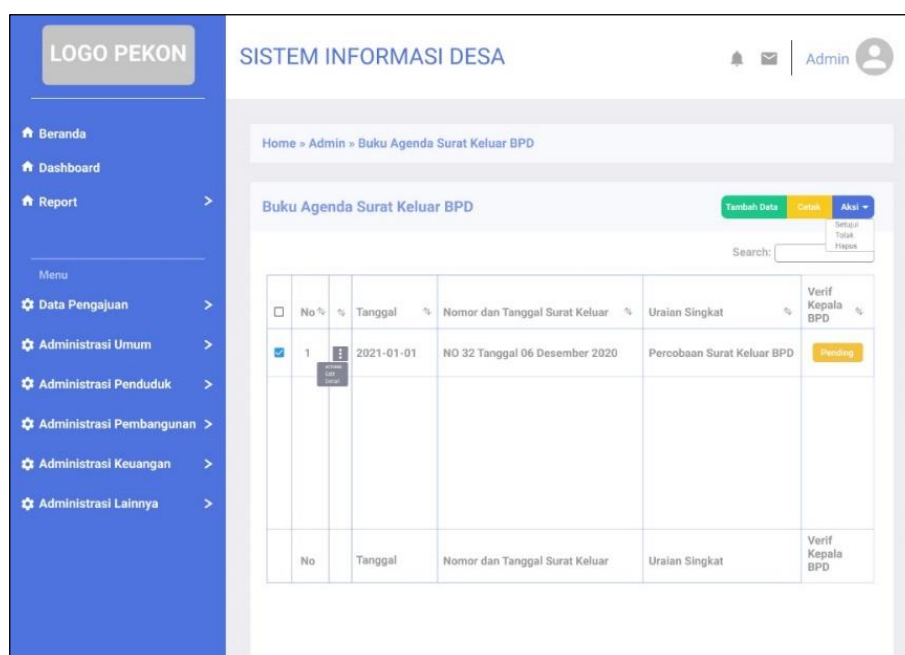 LOGO PEKON
SISTEM INFORMASI DESA
Admin
Beranda
Dashboard
Report >
Menu
Data Pengajuan >
Administrasi Umum >
Administrasi Penduduk >
Administrasi Pembangunan >
Administrasi Keuangan >
Administrasi Lainnya >
Home » Admin » Buku Agenda Surat Keluar BPD
Buku Agenda Surat Keluar BPD
Tambah Data Cetak Aksi
Setujui
Tolak
Hapus
Search:
No Tanggal Nomor dan Tanggal Surat Keluar Uraian Singkat Verif Kepala BPD
1 2021-01-01 NO 32 Tanggal 06 Desember 2020 Percobaan Surat Keluar BPD Pending
Edit
Detail
No Tanggal Nomor dan Tanggal Surat Keluar Uraian Singkat Verif Kepala BPD